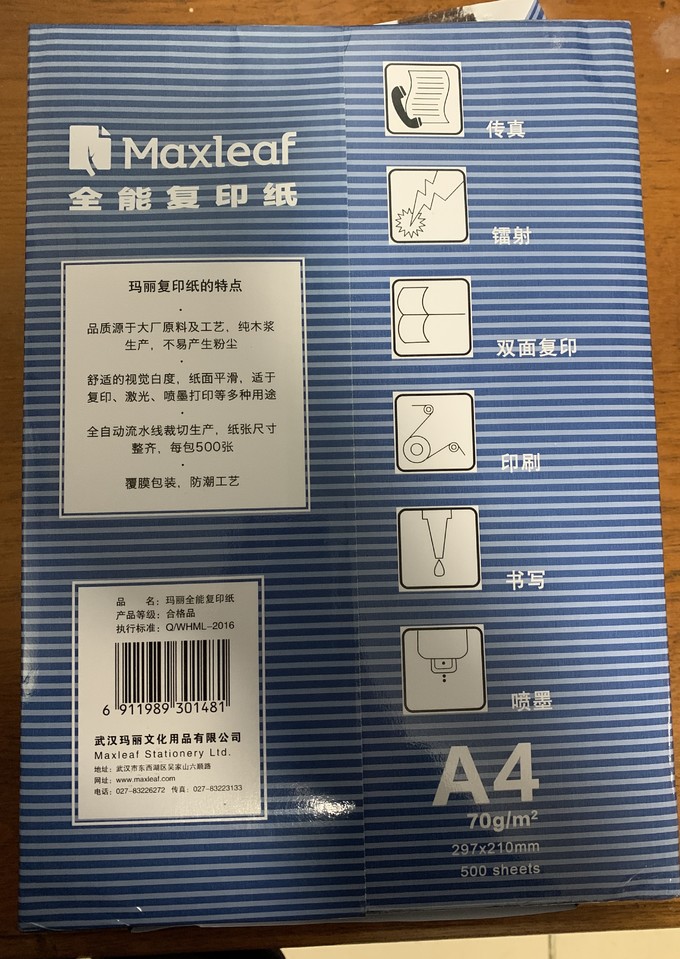 Maxleaf
全能复印纸
玛丽复印纸的特点
品质源于大厂原料及工艺，纯木浆
生产，不易产生粉尘
舒适的视觉白度，纸面平滑，适于
复印、激光、喷墨打印等多种用途
全自动流水线裁切生产，纸张尺寸
整齐，每包500张
覆膜包装，防潮工艺
品 名：玛丽全能复印纸
产品等级：合格品
执行标准：Q/WHML-2016
6 911989 301481
武汉玛丽文化用品有限公司
Maxleaf Stationery Ltd.
地址：武汉市东西湖区吴家山六顺路
网址：www.maxleaf.com
电话：027-83226272 传真：027-83223133
传真
镭射
双面复印
印刷
书写
喷墨
A4
70g/m²
297x210mm
500 sheets